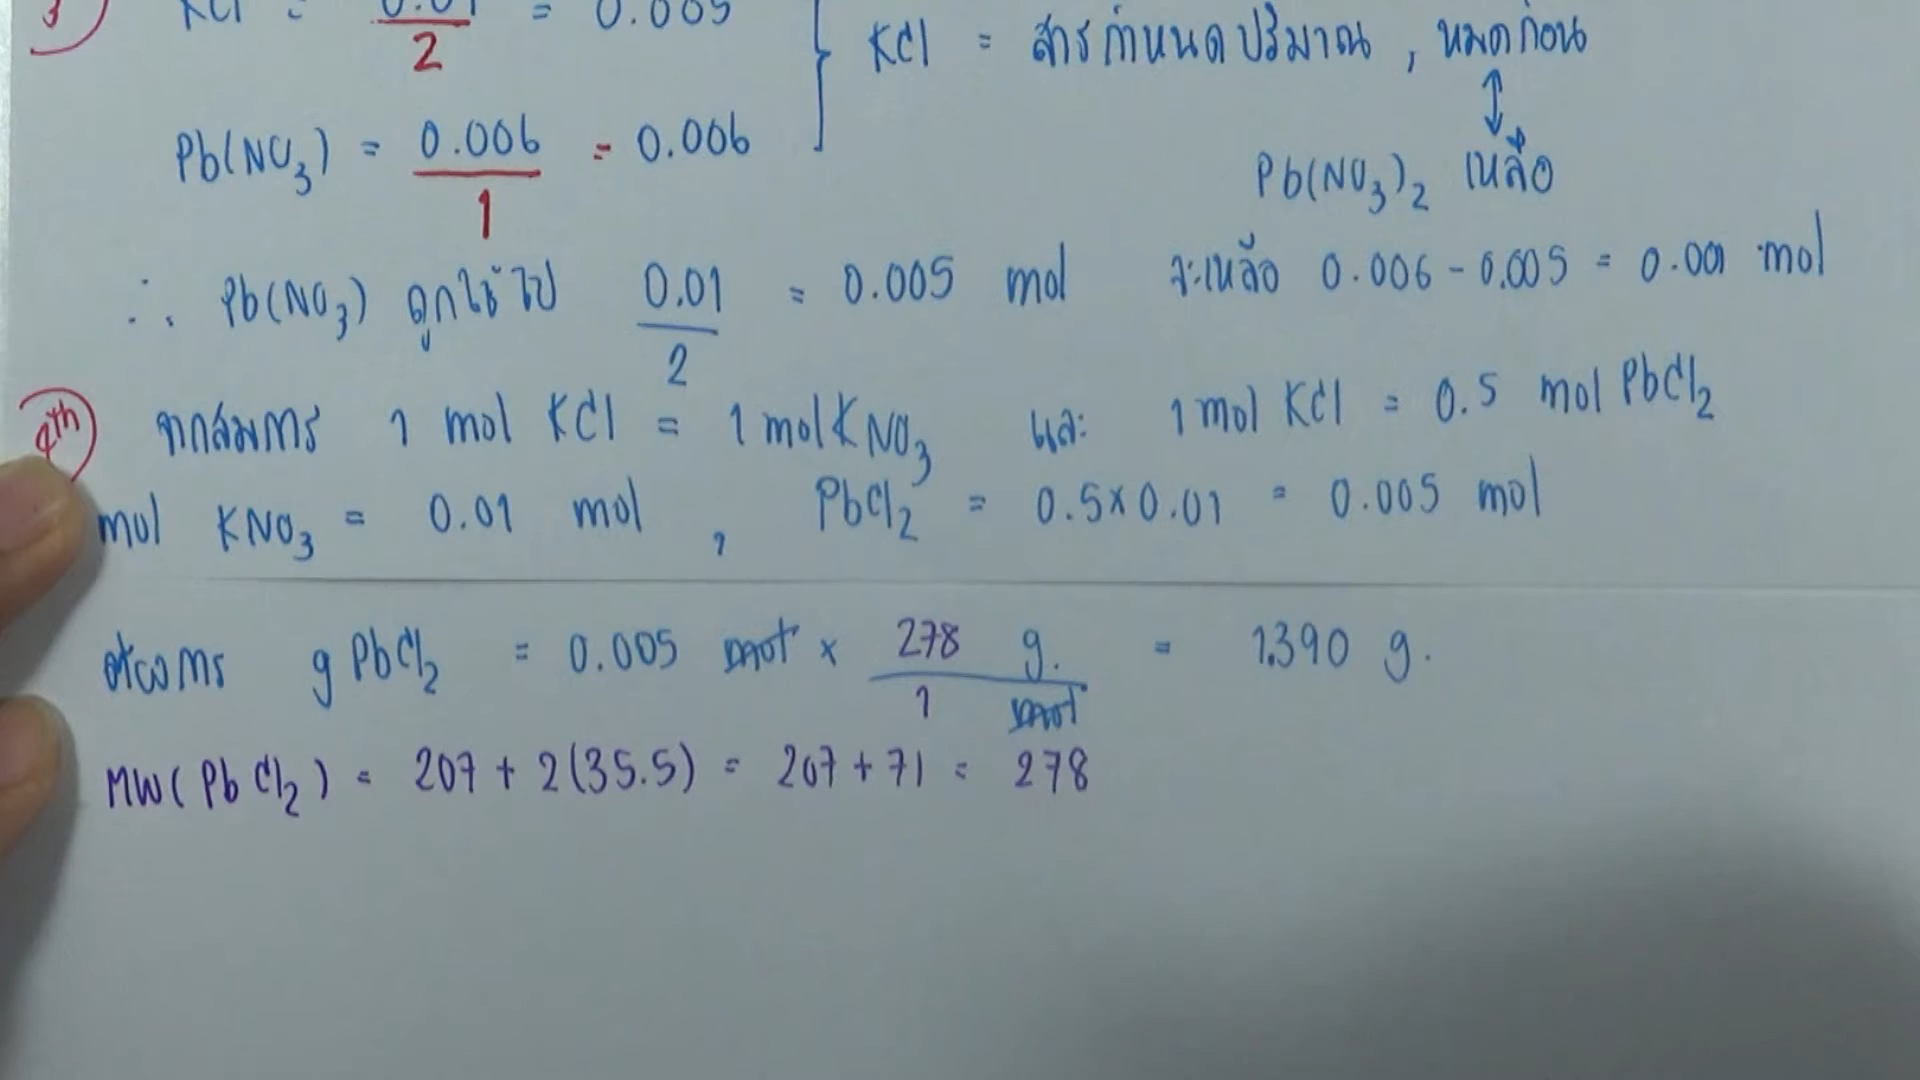 KCl = 0.01/2 = 0.005 } KCl = สารกำหนดปริมาณ , หมดก่อน
↕
Pb(NO3) = 0.006/1 = 0.006
Pb(NO3)2 เหลือ
∴ Pb(NO3) ถูกใช้ไป 0.01/2 = 0.005 mol จะเหลือ 0.006 - 0.005 = 0.001 mol
4th จากสมการ 1 mol KCl = 1 mol KNO3 และ 1 mol KCl = 0.5 mol PbCl2
mol KNO3 = 0.01 mol , PbCl2 = 0.5×0.01 = 0.005 mol
ต้องการ g PbCl2 = 0.005 mol × 278 g. / 1 mol = 1.390 g.
MW(PbCl2) = 207 + 2(35.5) = 207 + 71 = 278